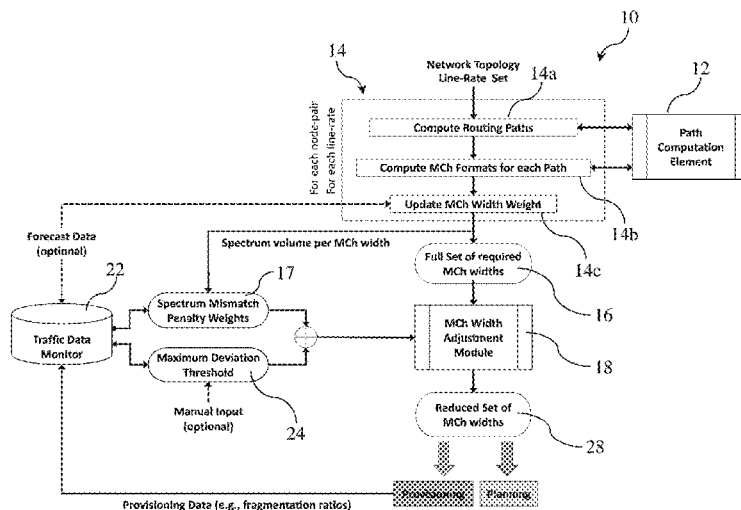 10
14
Network Topology
Line-Rate Set
14a
12
For each node-pair
For each line-rate
Compute Routing Paths
Path
Computation
Element
Compute MCh Formats for each Path
Update MCh Width Weight
14b
Forecast Data
(optional)
Spectrum volume per MCh width
14c
22
17
Full Set of required
MCh widths
Spectrum Mismatch
Penalty Weights
16
Traffic Data
Monitor
MCh Width
Adjustment
Module
Maximum Deviation
Threshold
18
Manual Input
(optional)
24
Reduced Set of
MCh widths
28
Provisioning
Planning
Provisioning Data (e.g., fragmentation ratios)